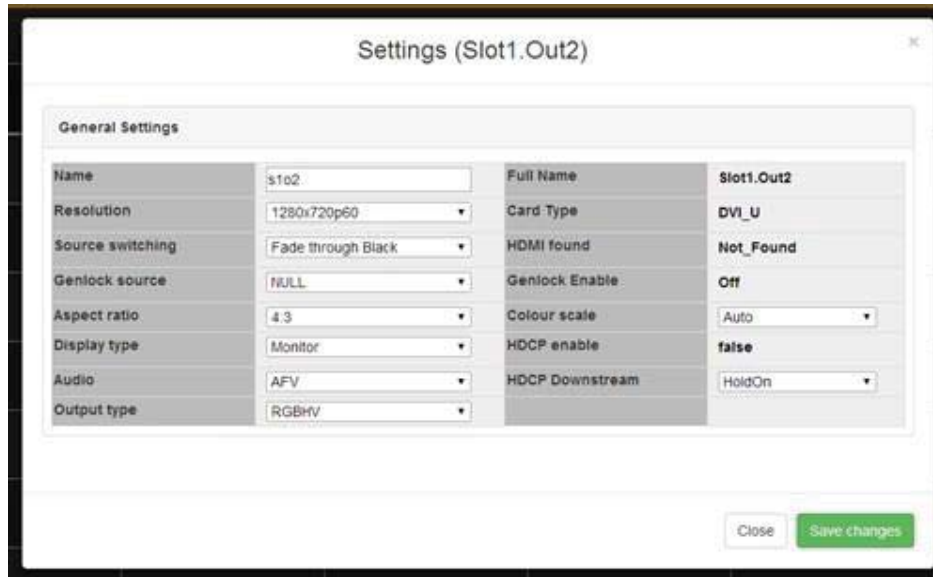 Settings (Slot1.Out2)
×
General Settings
Name s1o2 Full Name Slot1.Out2
Resolution 1280x720p60 Card Type DVI_U
Source switching Fade through Black HDMI found Not_Found
Genlock source NULL Genlock Enable Off
Aspect ratio 4:3 Colour scale Auto
Display type Monitor HDCP enable false
Audio AFV HDCP Downstream HoldOn
Output type RGBHV
Close Save changes